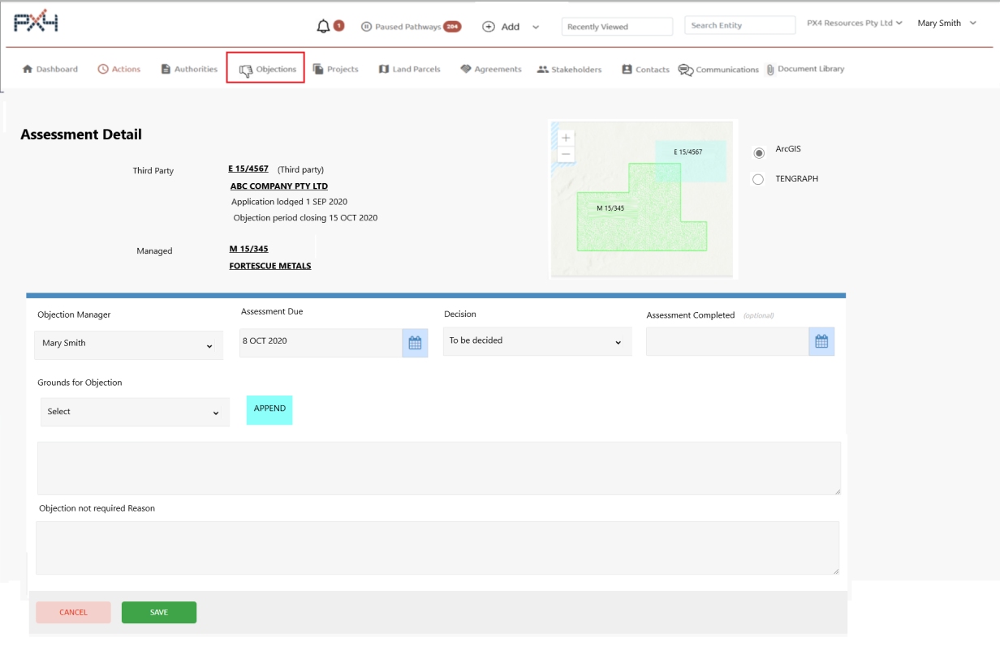 PX4
1
Paused Pathways 204
Add
Recently Viewed
Search Entity
PX4 Resources Pty Ltd
Mary Smith
Dashboard
Actions
Authorities
Objections
Projects
Land Parcels
Agreements
Stakeholders
Contacts
Communications
Document Library
Assessment Detail
Third Party
E 15/4567 (Third party)
ABC COMPANY PTY LTD
Application lodged 1 SEP 2020
Objection period closing 15 OCT 2020
Managed
M 15/345
FORTESCUE METALS
+
−
E 15/4567
M 15/345
ArcGIS
TENGRAPH
Objection Manager
Mary Smith
Assessment Due
8 OCT 2020
Decision
To be decided
Assessment Completed (optional)
Grounds for Objection
Select
APPEND
Objection not required Reason
CANCEL
SAVE